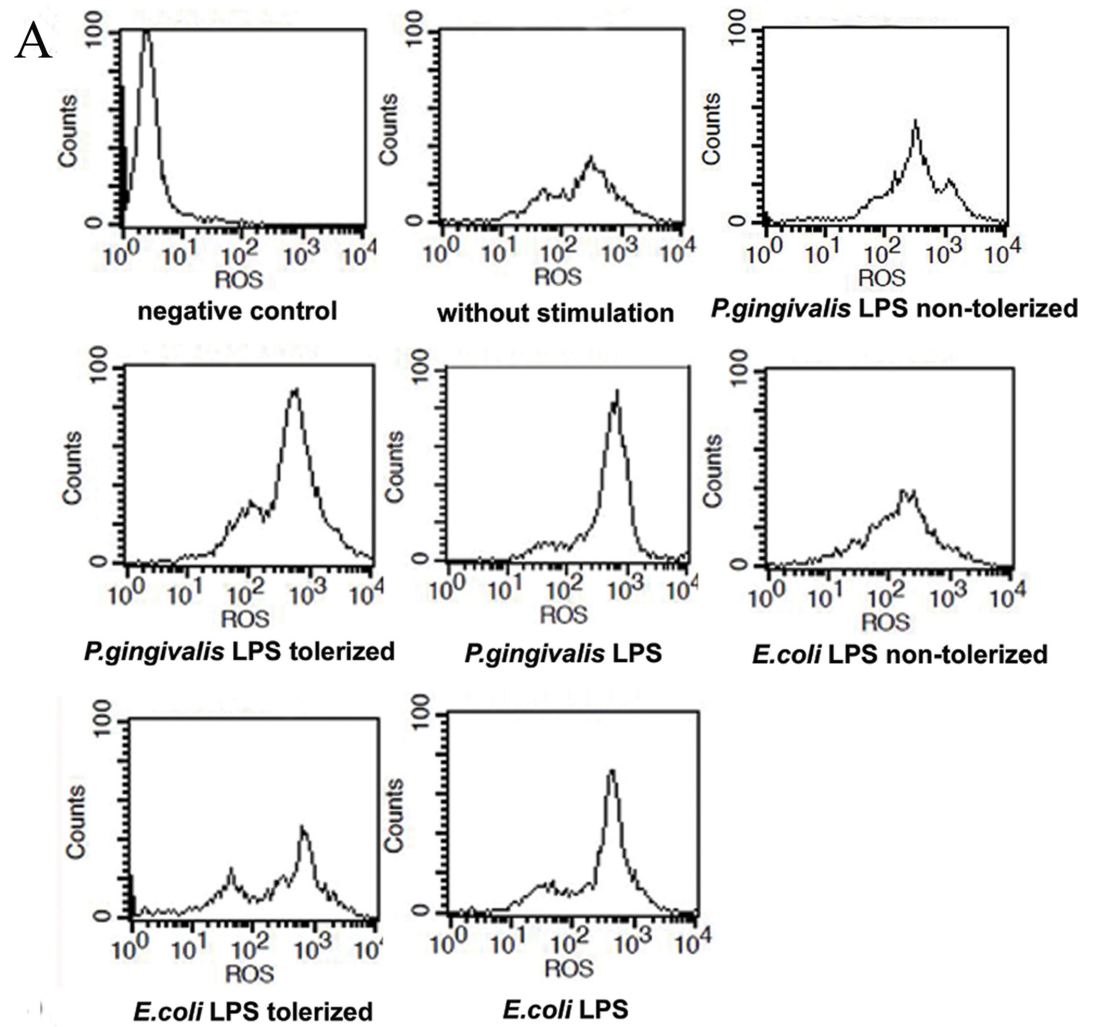 A
100 100 100
Counts Counts Counts
0 0 0
10^0 10^1 10^2 10^3 10^4 10^0 10^1 10^2 10^3 10^4 10^0 10^1 10^2 10^3 10^4
ROS ROS ROS
negative control without stimulation P.gingivalis LPS non-tolerized
100 100 100
Counts Counts Counts
0 0 0
10^0 10^1 10^2 10^3 10^4 10^0 10^1 10^2 10^3 10^4 10^0 10^1 10^2 10^3 10^4
ROS ROS ROS
P.gingivalis LPS tolerized P.gingivalis LPS E.coli LPS non-tolerized
100 100
Counts Counts
0 0
10^0 10^1 10^2 10^3 10^4 10^0 10^1 10^2 10^3 10^4
ROS ROS
E.coli LPS tolerized E.coli LPS